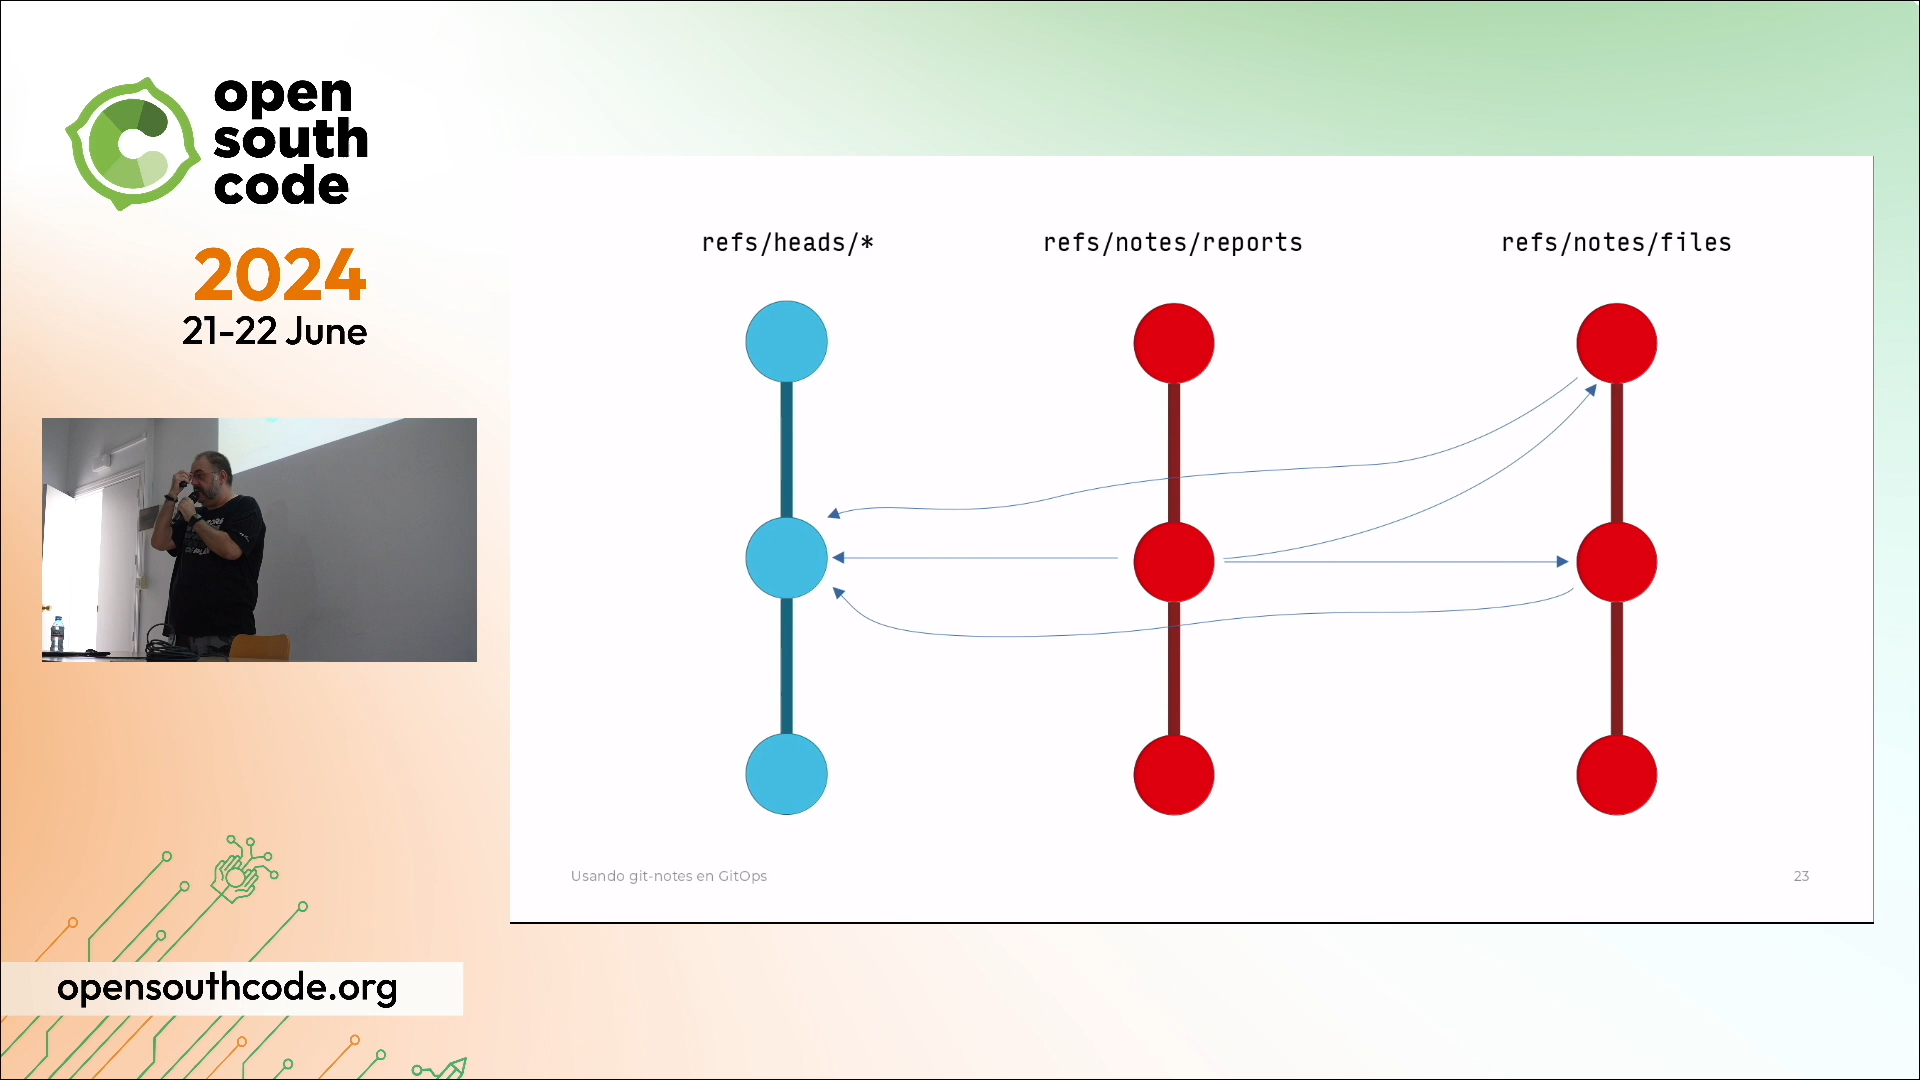 open
south
code
2024
21-22 June
refs/heads/*
refs/notes/reports
refs/notes/files
Usando git-notes en GitOps
23
opensouthcode.org